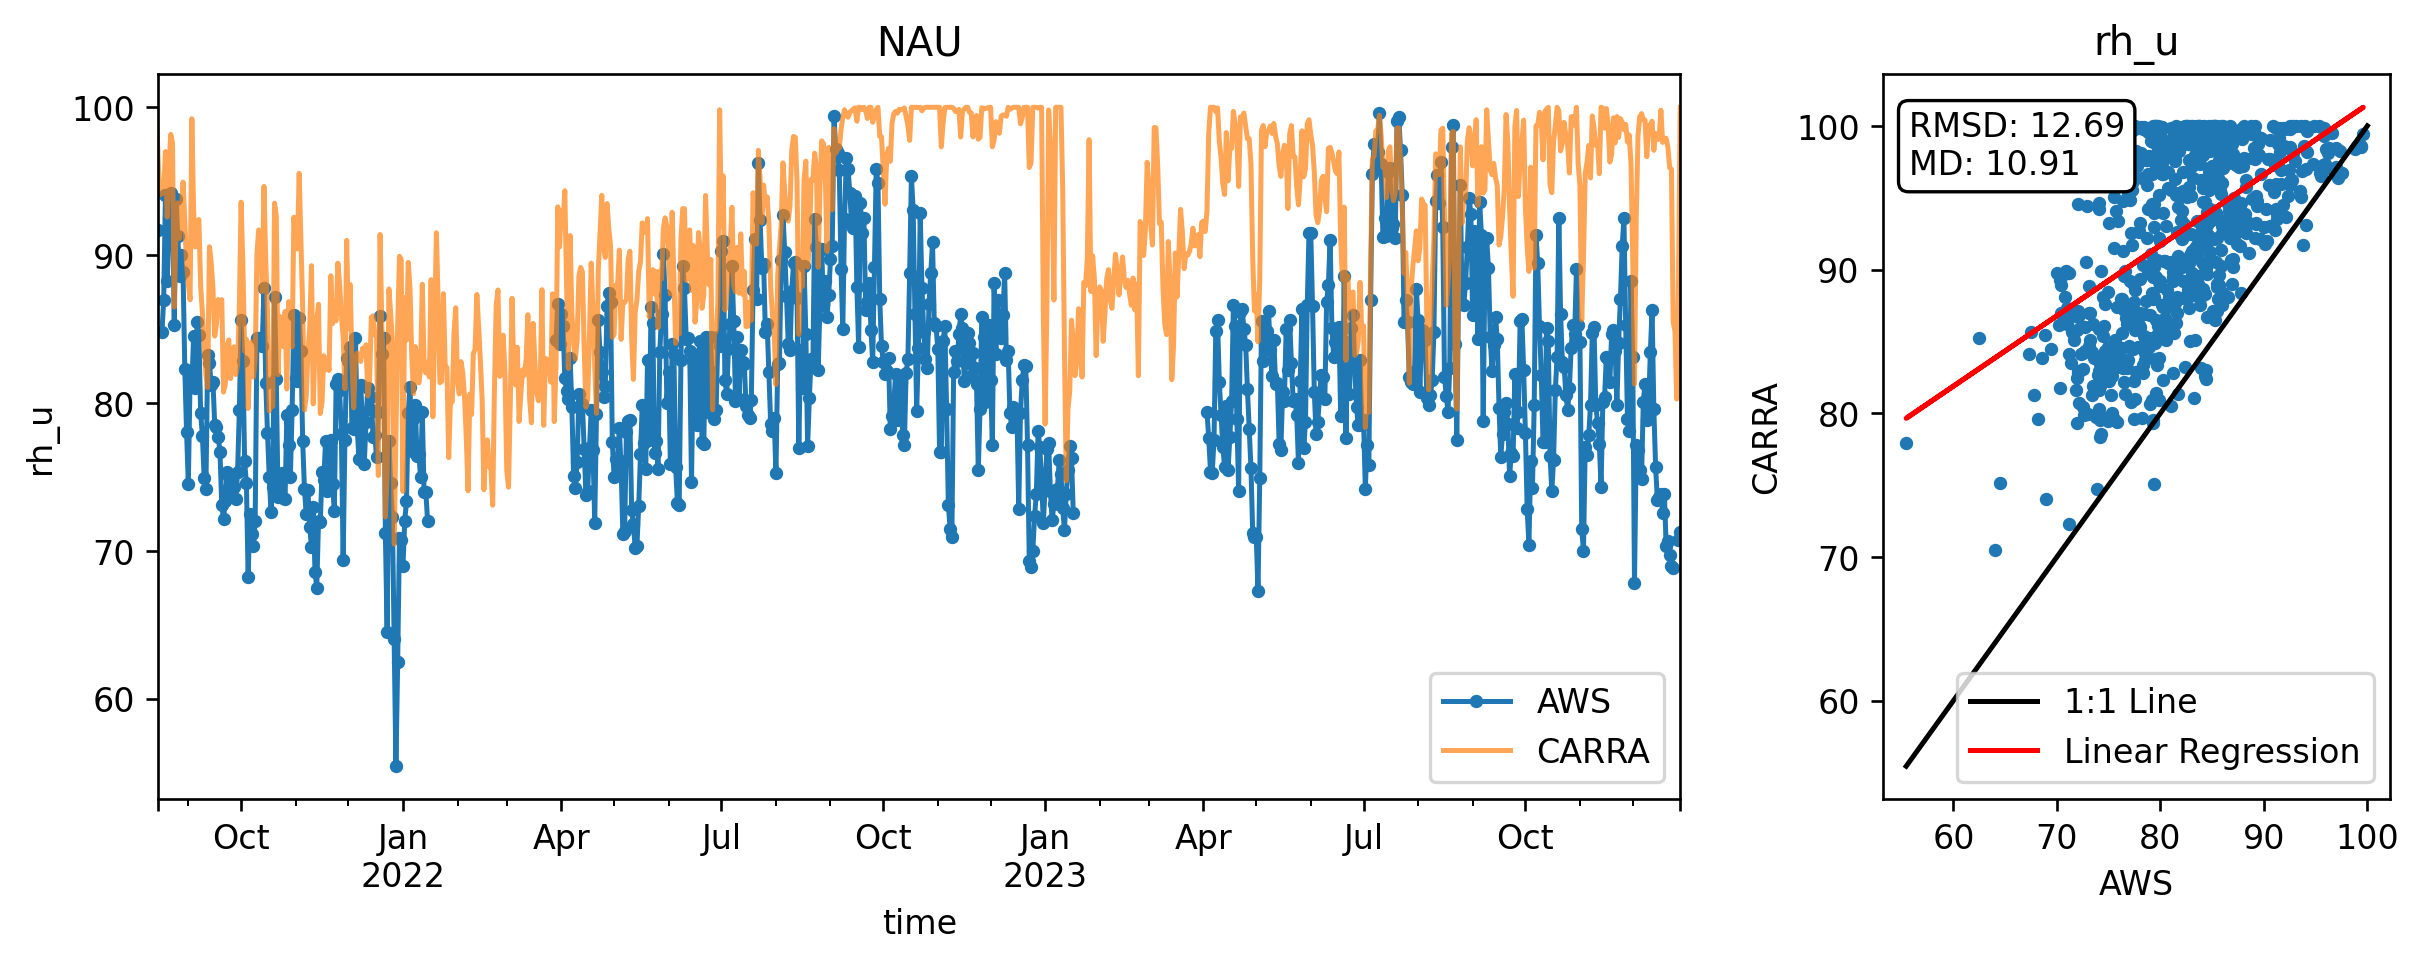 NAU
rh_u
100
90
80
70
60
Oct
Jan
2022
Apr
Jul
Oct
Jan
2023
Apr
Jul
Oct
time
AWS
CARRA
rh_u
RMSD: 12.69
MD: 10.91
CARRA
100
90
80
70
60
60
70
80
90
100
AWS
1:1 Line
Linear Regression